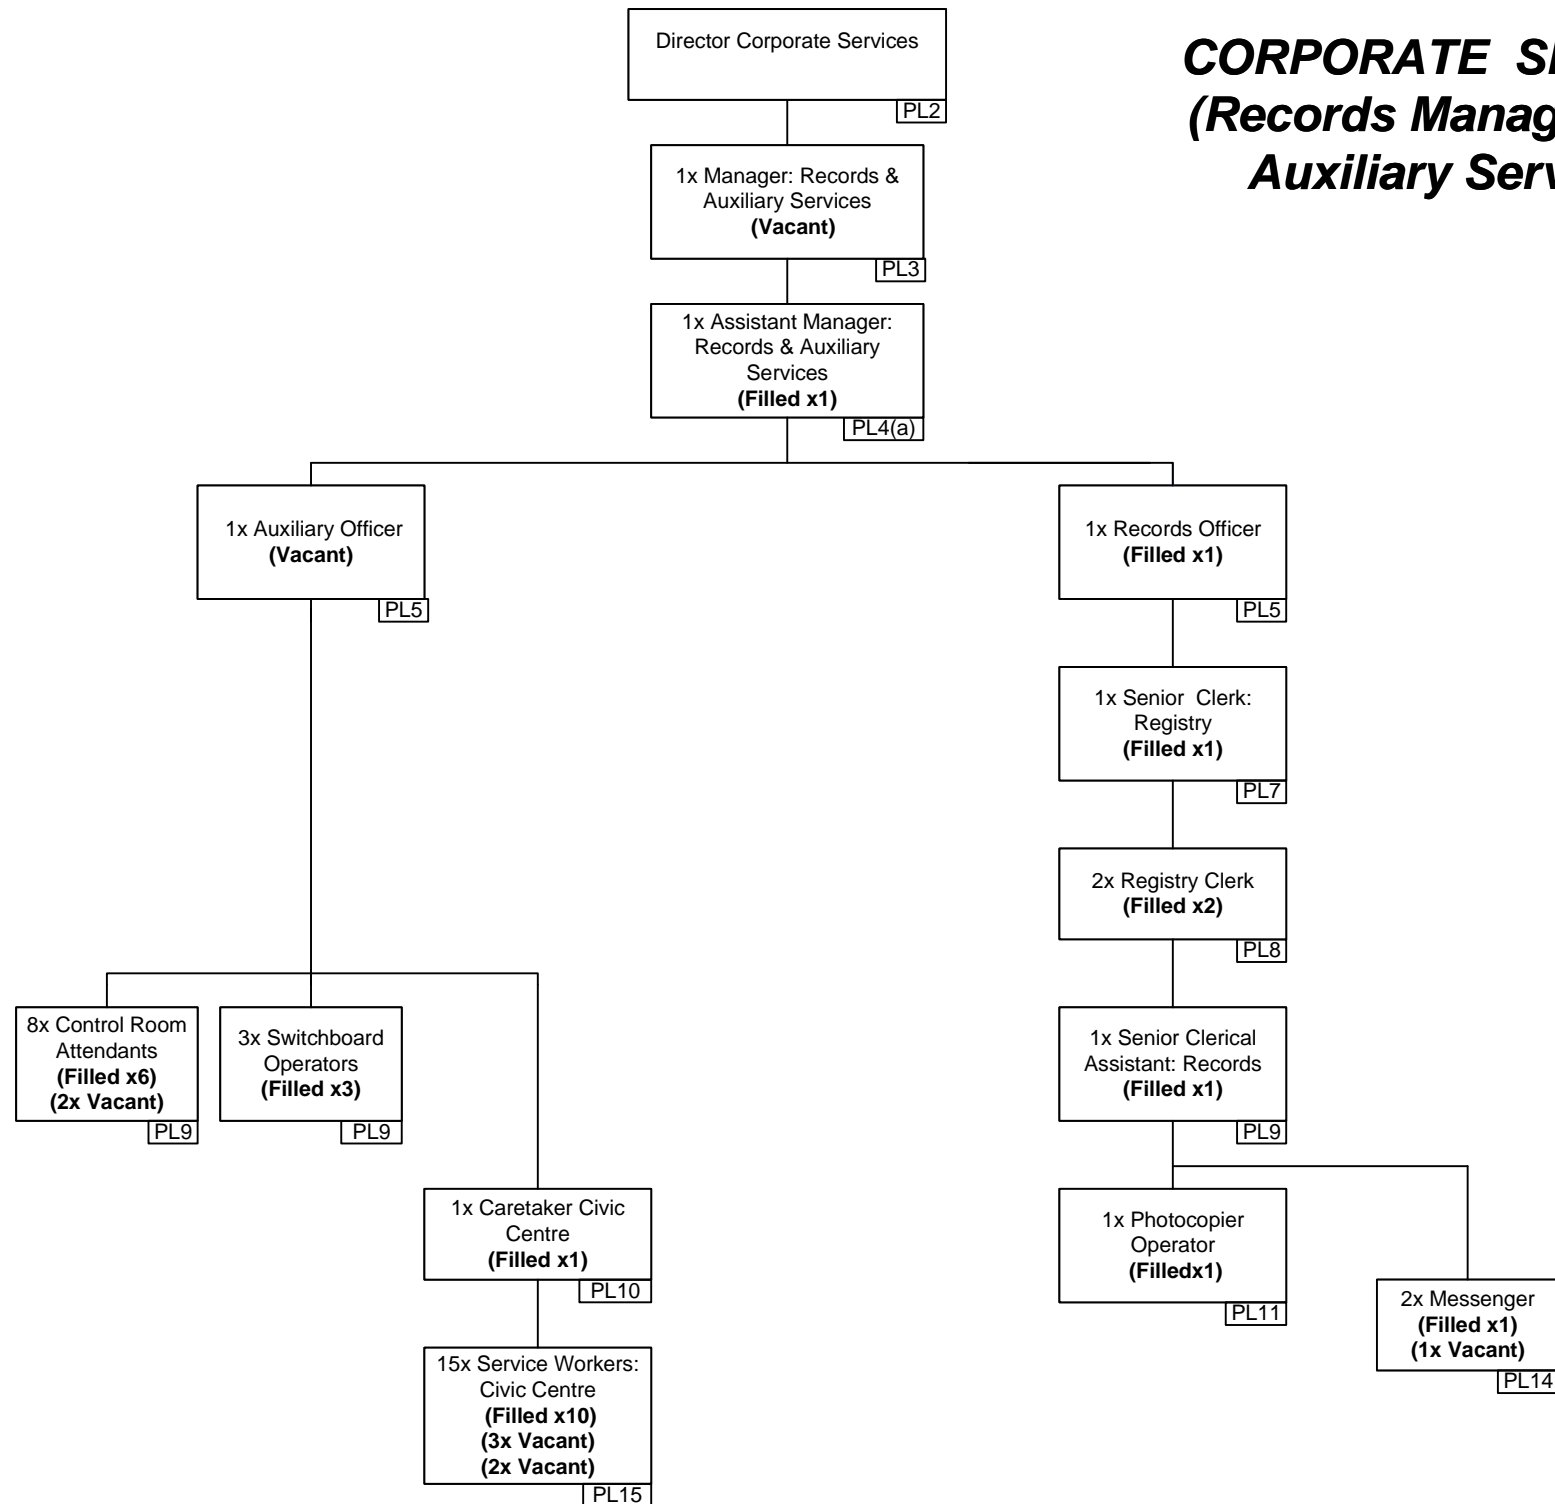 Director Corporate Services
PL2
CORPORATE
(Records
Auxiliary
1x Manager: Records &
Auxiliary Services
(Vacant)
PL3
1x Assistant Manager:
Records & Auxiliary
Services
(Filled x1)
PL4(a)
1x Auxiliary Officer
(Vacant)
PL5
1x Records Officer
(Filled x1)
PL5
1x Senior Clerk:
Registry
(Filled x1)
PL7
2x Registry Clerk
(Filled x2)
PL8
8x Control Room
Attendants
(Filled x6)
(2x Vacant)
PL9
3x Switchboard
Operators
(Filled x3)
PL9
1x Senior Clerical
Assistant: Records
(Filled x1)
PL9
1x Caretaker Civic
Centre
(Filled x1)
PL10
1x Photocopier
Operator
(Filledx1)
PL11
2x Messenger
(Filled x1)
(1x Vacant)
PL14
15x Service Workers:
Civic Centre
(Filled x10)
(3x Vacant)
(2x Vacant)
PL15